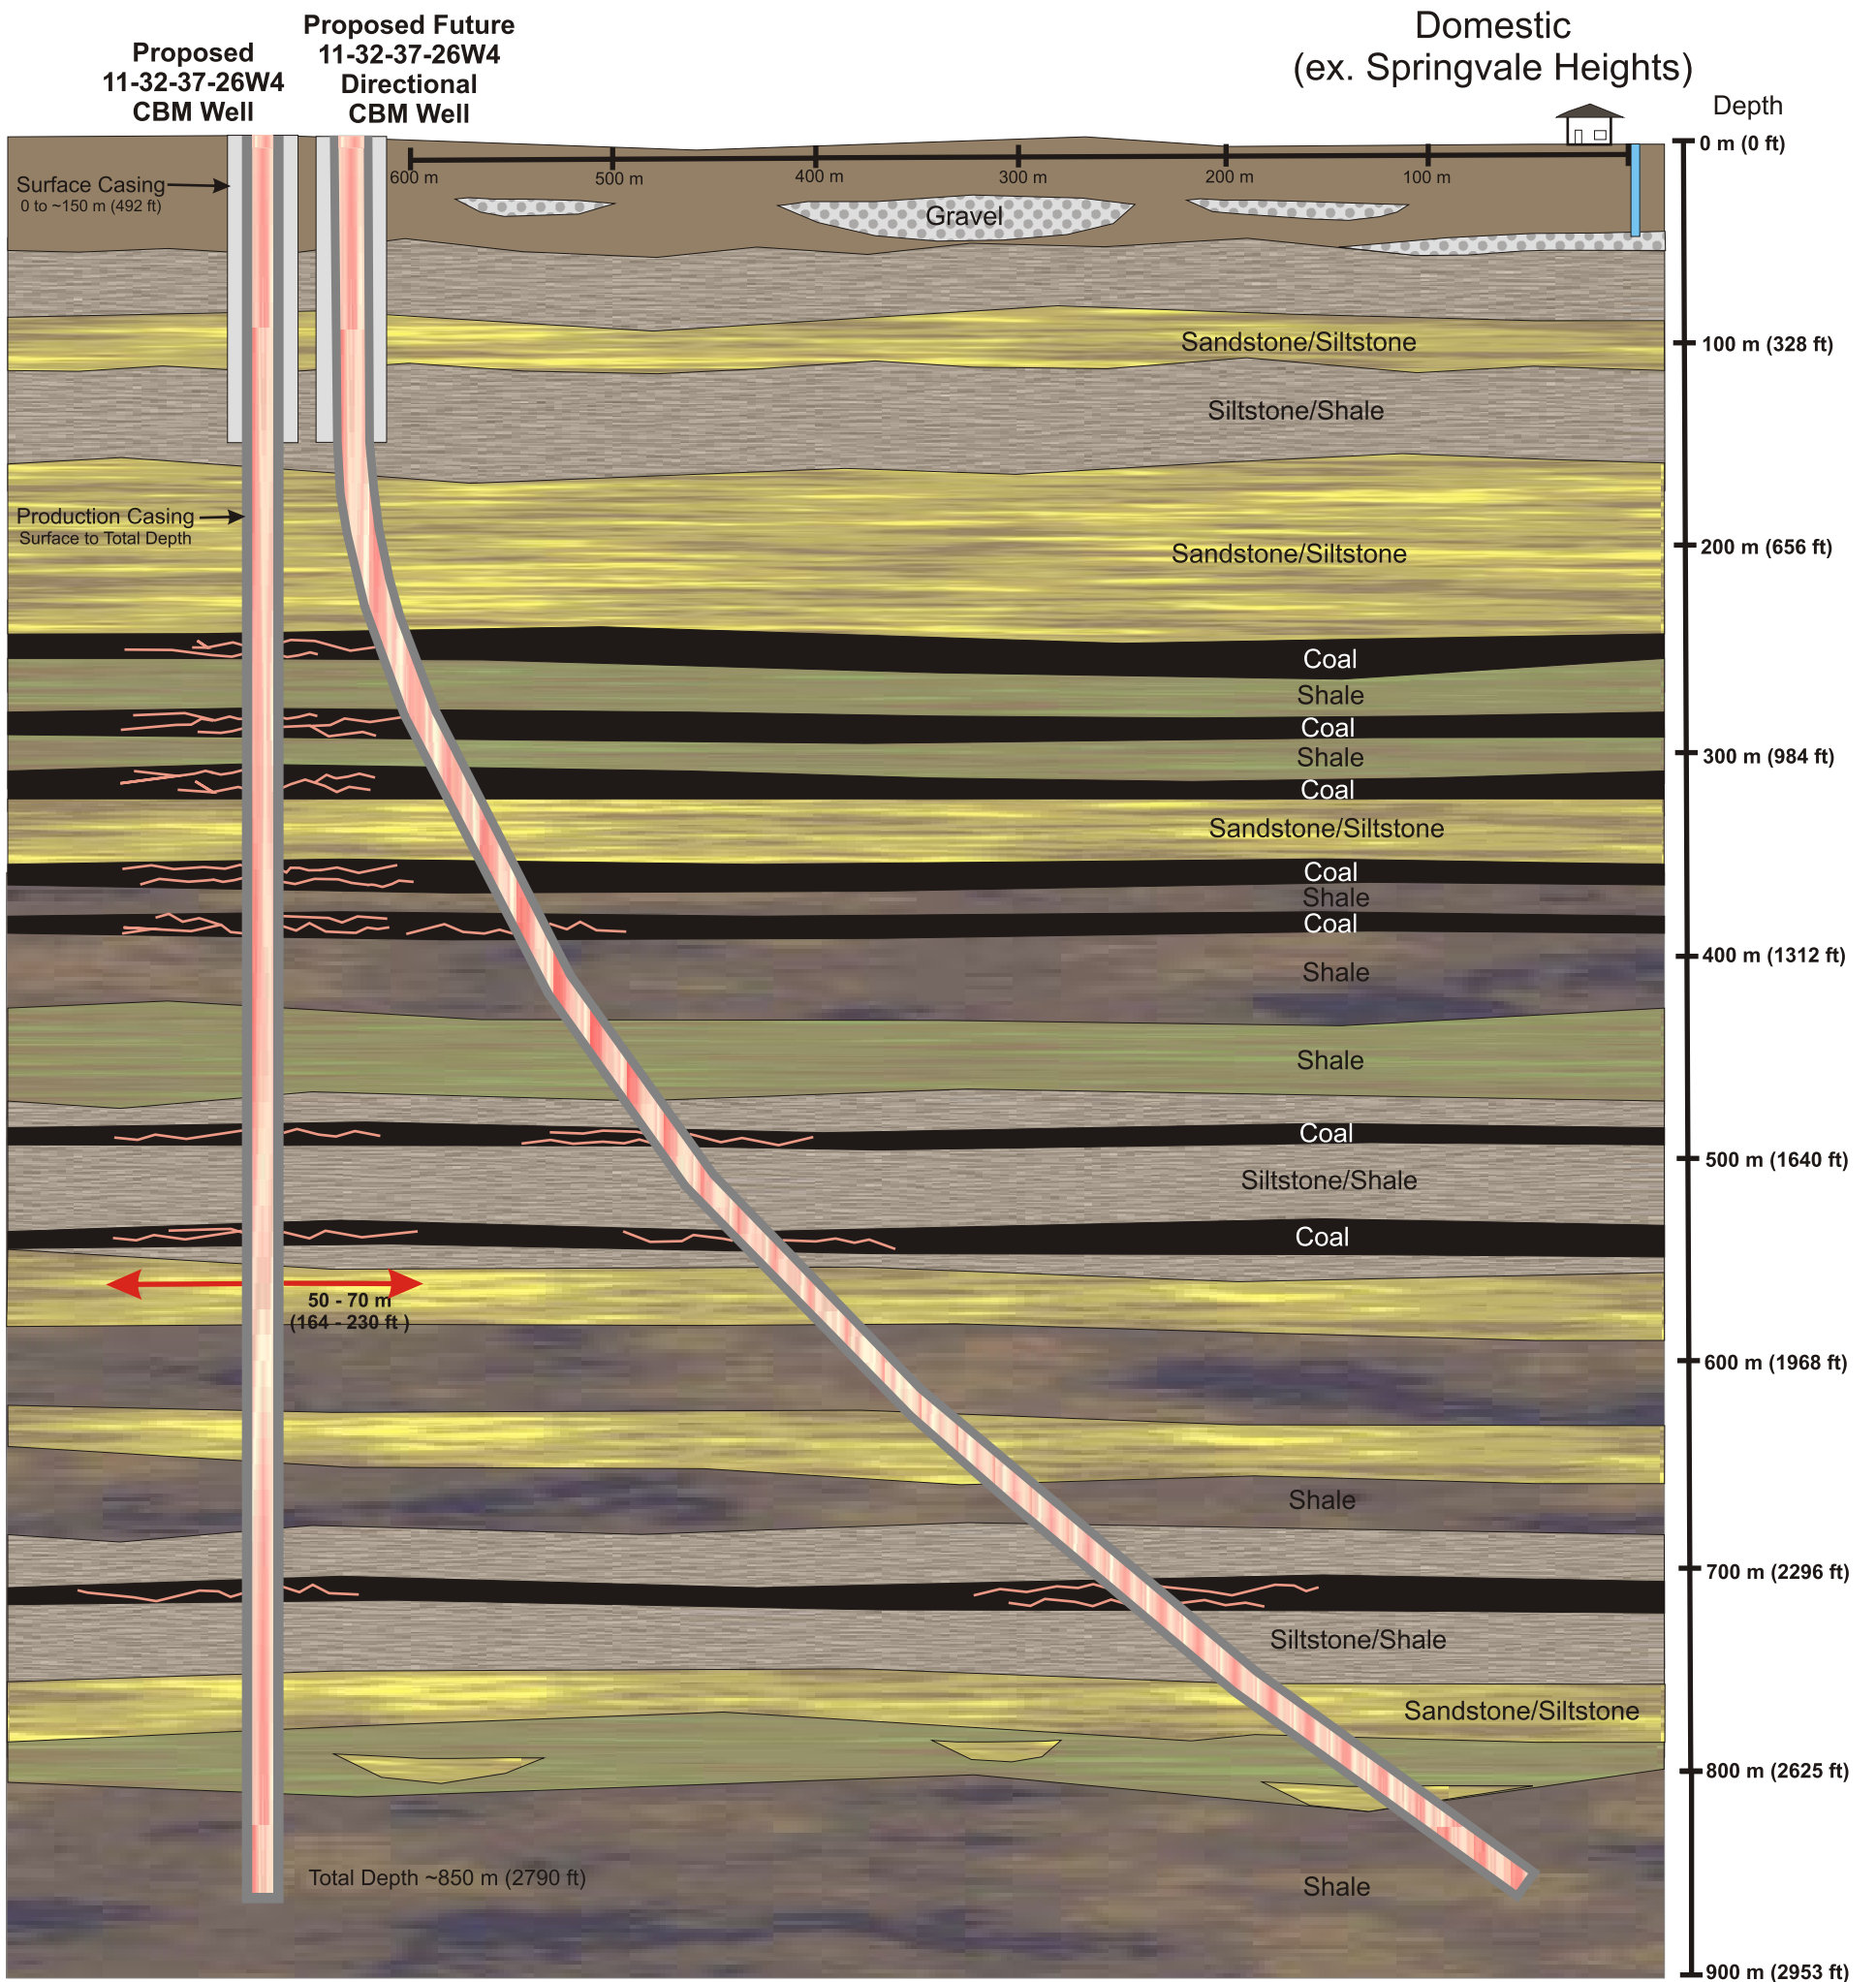 Proposed
11-32-37-26W4
CBM Well
Proposed Future
11-32-37-26W4
Directional
CBM Well
Domestic
(ex. Springvale Heights)
Depth
0 m (0 ft)
Surface Casing
0 to ~150 m (492 ft)
600 m
500 m
400 m
300 m
200 m
100 m
Gravel
Sandstone/Siltstone
100 m (328 ft)
Siltstone/Shale
Production Casing
Surface to Total Depth
Sandstone/Siltstone
200 m (656 ft)
Coal
Shale
Coal
Shale
300 m (984 ft)
Coal
Sandstone/Siltstone
Coal
Shale
Coal
400 m (1312 ft)
Shale
Shale
Coal
500 m (1640 ft)
Siltstone/Shale
Coal
50 - 70 m
(164 - 230 ft )
600 m (1968 ft)
Shale
700 m (2296 ft)
Siltstone/Shale
Sandstone/Siltstone
800 m (2625 ft)
Total Depth ~850 m (2790 ft)
Shale
900 m (2953 ft)